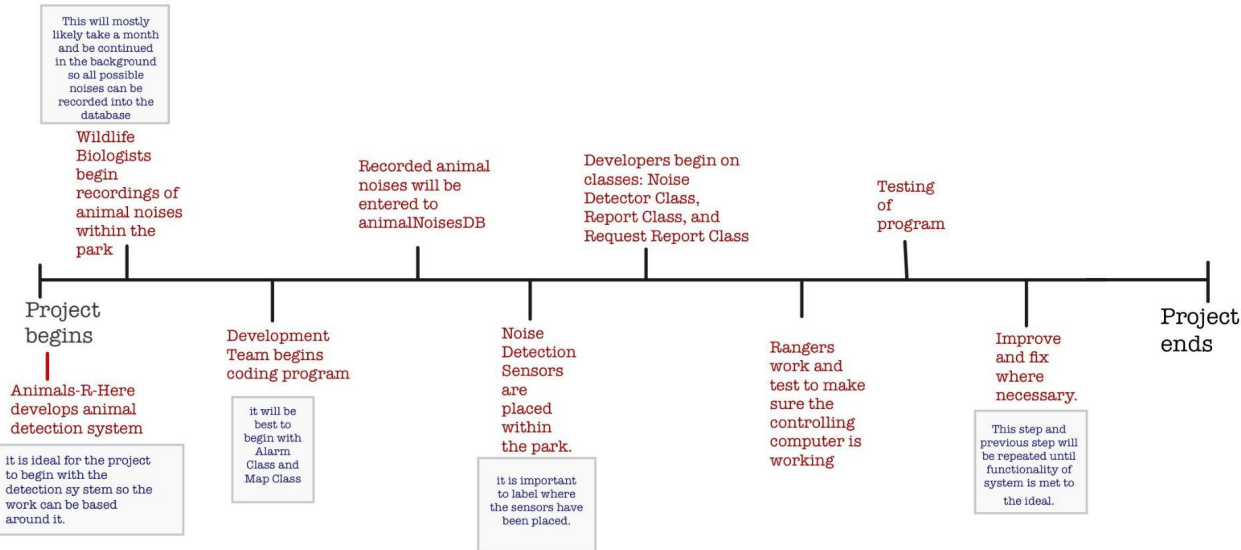 This will mostly
likely take a month
and be continued
in the background
so all possible
noises can be
recorded into the
database
Wildlife
Biologists
begin
recordings of
animal noises
within the
park
Recorded animal
noises will be
entered to
animalNoisesDB
Developers begin on
classes: Noise
Detector Class,
Report Class, and
Request Report Class
Testing
of
program
Project
begins
Animals-R-Here
develops animal
detection system
it is ideal for the project
to begin with the
detection sy stem so the
work can be based
around it.
Development
Team begins
coding program
it will be
best to
begin with
Alarm
Class and
Map Class
Noise
Detection
Sensors
are
placed
within
the park.
it is important
to label where
the sensors have
been placed.
Rangers
work and
test to make
sure the
controlling
computer is
working
Improve
and fix
where
necessary.
This step and
previous step will
be repeated until
functionality of
system is met to
the ideal.
Project
ends